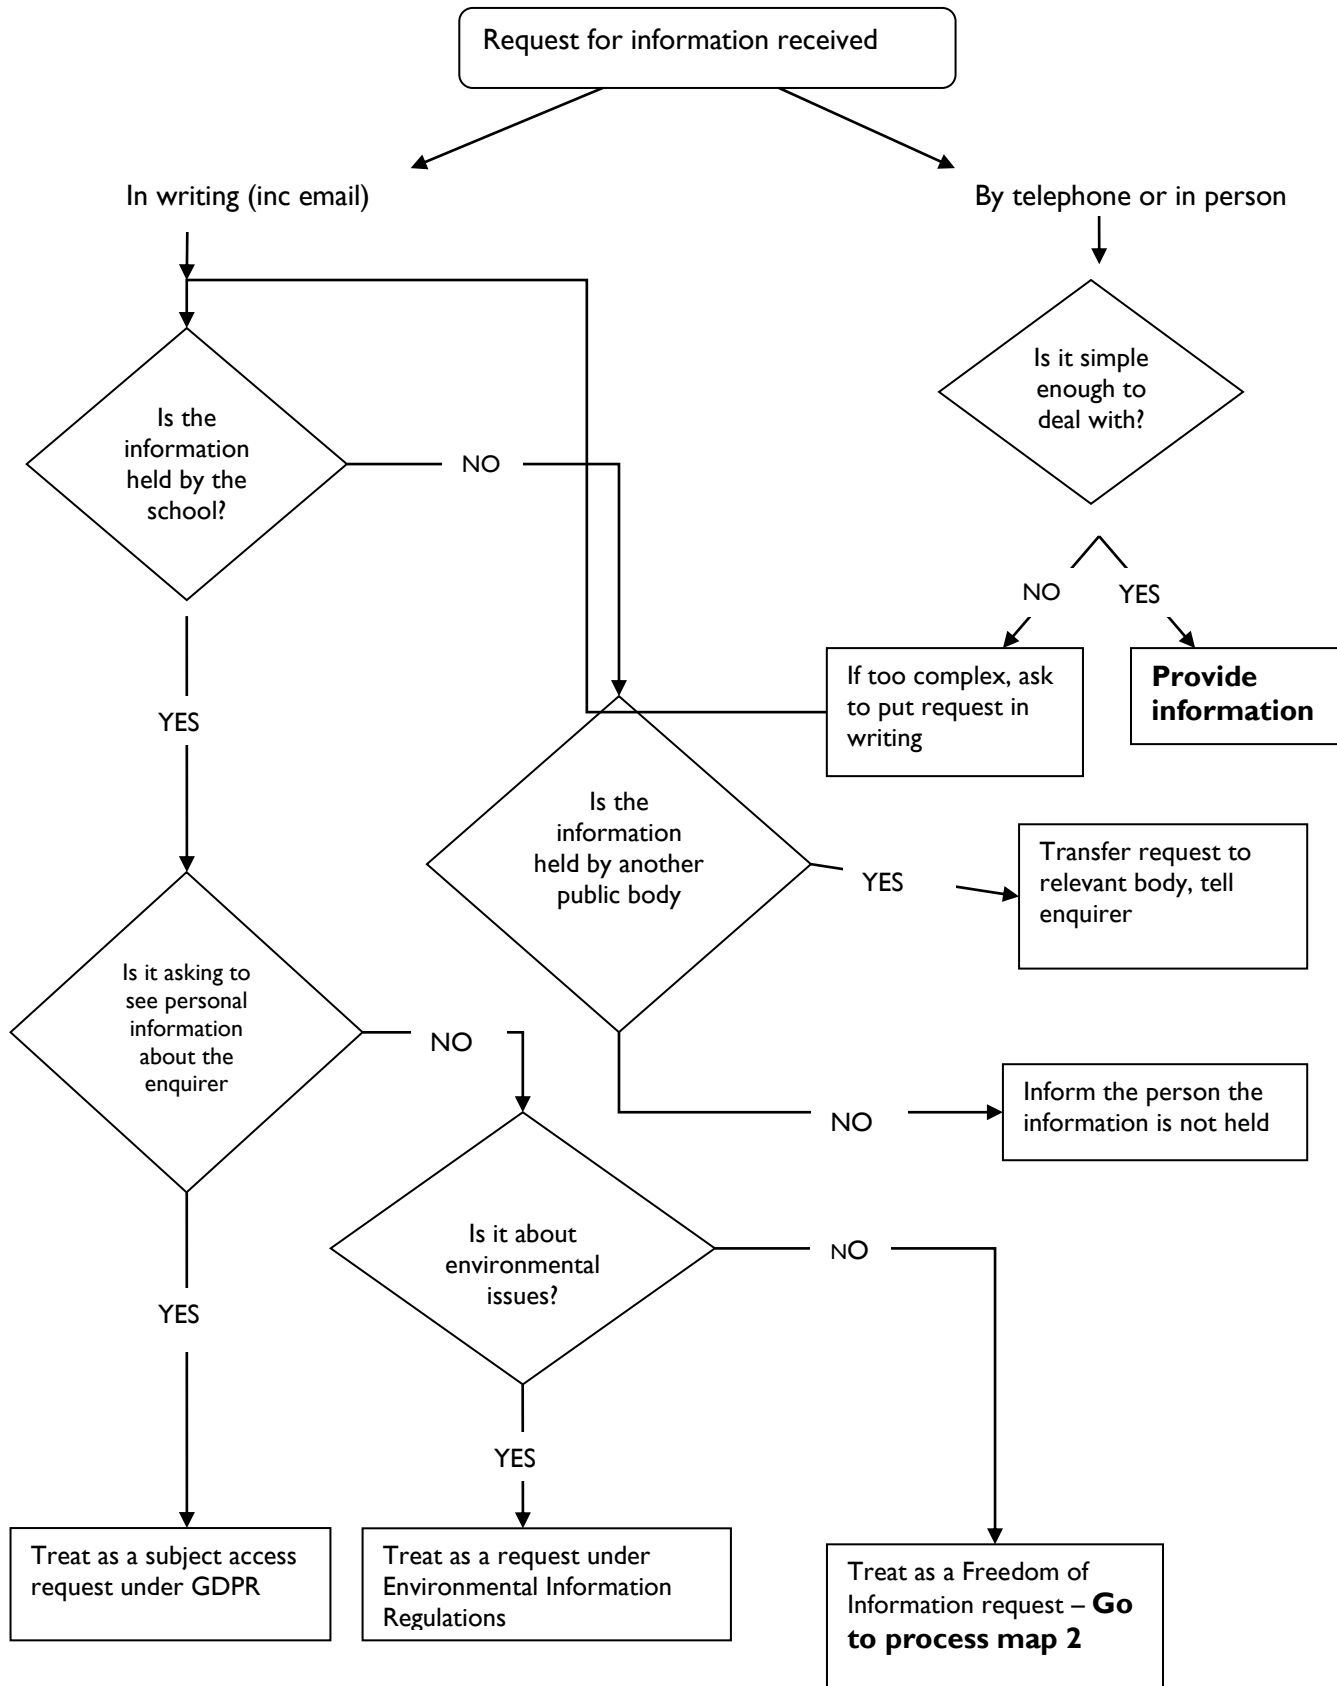 Request for information received
In writing (inc email)
By telephone or in person
Is it simple
enough to
deal with?
Is the
information
held by the
school?
NO
NO
YES
If too complex, ask
to put request in
writing
Provide
information
YES
Is the
information
held by another
public body
YES
Transfer request to
relevant body, tell
enquirer
Is it asking to
see personal
information
about the
enquirer
NO
NO
Inform the person the
information is not held
Is it about
environmental
issues?
NO
YES
YES
Treat as a subject access
request under GDPR
Treat as a request under
Environmental Information
Regulations
Treat as a Freedom of
Information request – Go
to process map 2